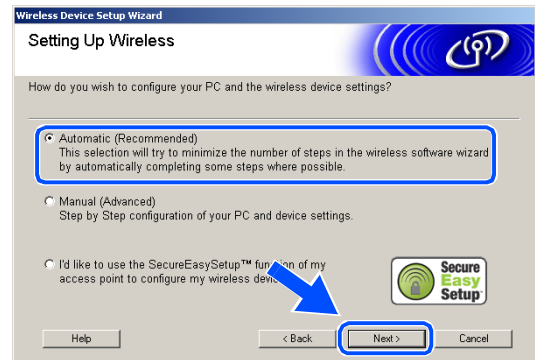 Wireless Device Setup Wizard
Setting Up Wireless
How do you wish to configure your PC and the wireless device settings?
Automatic (Recommended)
This selection will try to minimize the number of steps in the wireless software wizard
by automatically completing some steps where possible.
Manual (Advanced)
Step by Step configuration of your PC and device settings.
I'd like to use the SecureEasySetup™ of my
access point to configure my wireless
Secure
Easy
Setup
Help
< Back
Next >
Cancel